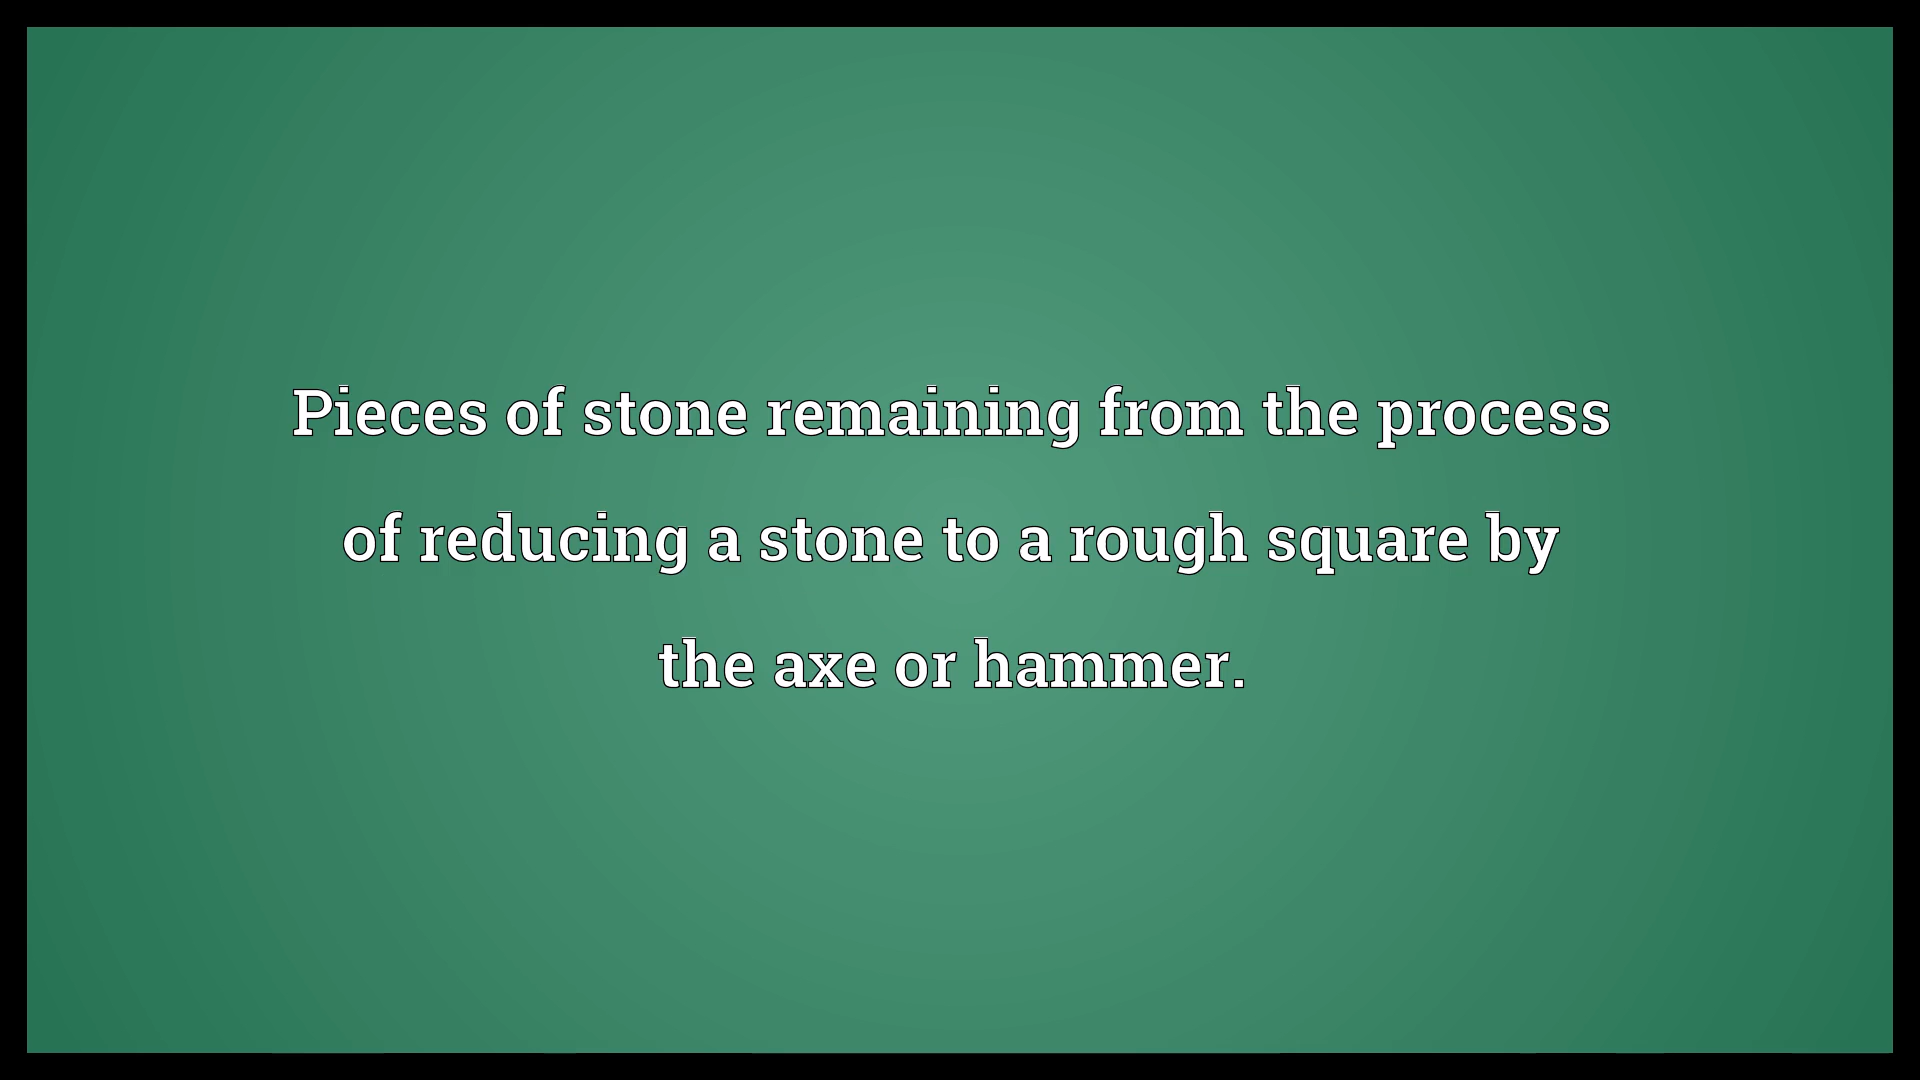 Pieces of stone remaining from the process
of reducing a stone to a rough square by
the axe or hammer.